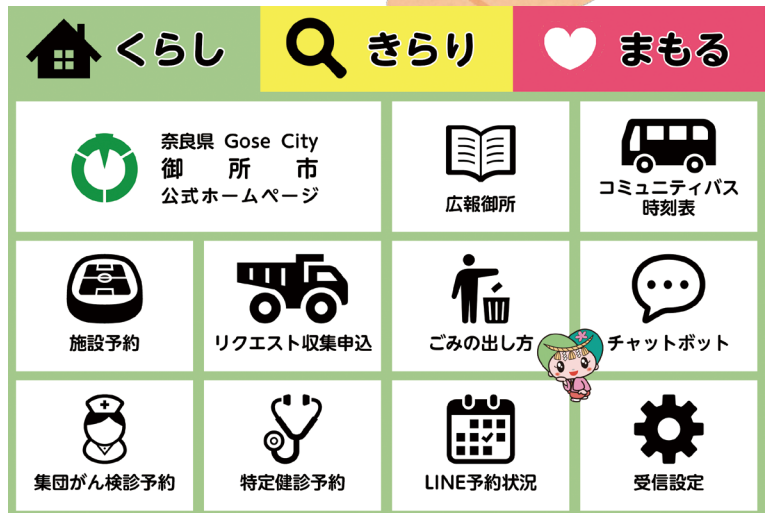 くらし
きらり
まもる
奈良県 Gose City
御所市
公式ホームページ
広報御所
コミュニティバス
時刻表
施設予約
リクエスト収集申込
ごみの出し方
チャットボット
集団がん検診予約
特定健診予約
LINE予約状況
受信設定